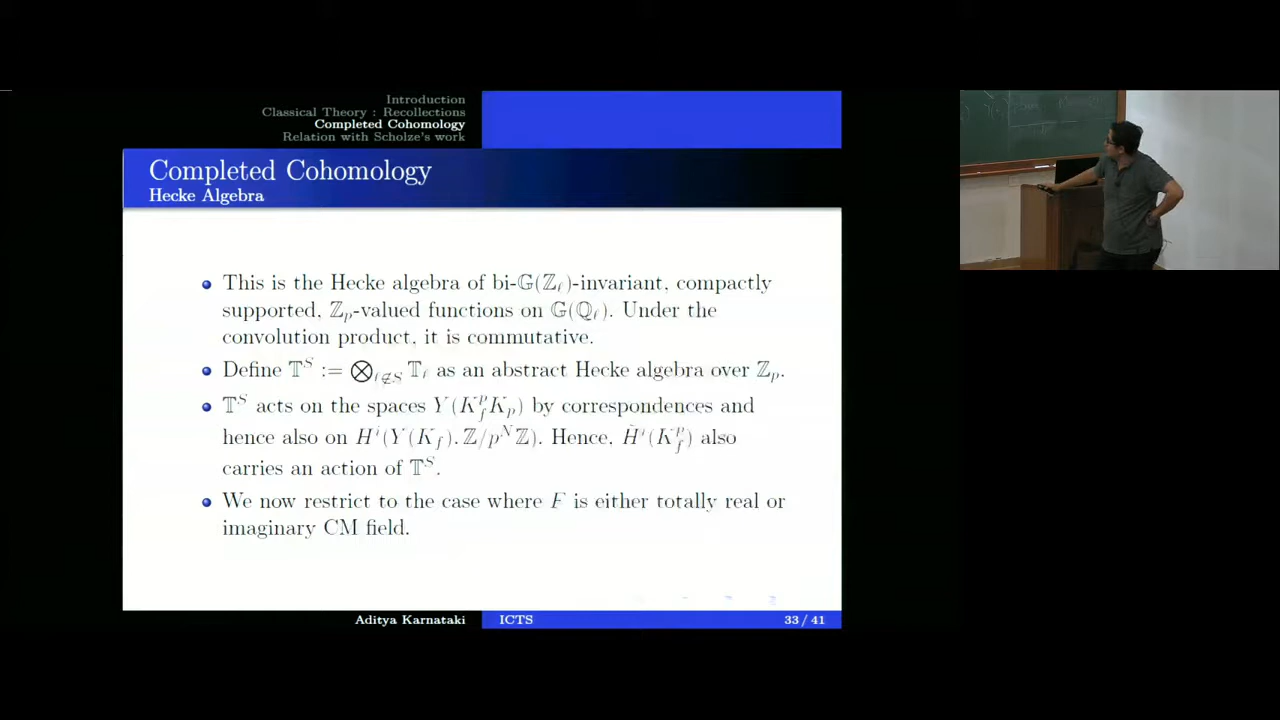 Introduction
Classical Theory : Recollections
Completed Cohomology
Relation with Scholze's work
Completed Cohomology
Hecke Algebra
This is the Hecke algebra of bi-𝔾(ℤ_ℓ)-invariant, compactly
supported, ℤ_p-valued functions on 𝔾(ℚ_ℓ). Under the
convolution product, it is commutative.
Define 𝕋^S := ⊗_{ℓ∉S} 𝕋_ℓ as an abstract Hecke algebra over ℤ_p.
𝕋^S acts on the spaces Y(K_f^p K_p) by correspondences and
hence also on H^i(Y(K_f), ℤ/p^N ℤ). Hence, H̃^i(K_f^p) also
carries an action of 𝕋^S.
We now restrict to the case where F is either totally real or
imaginary CM field.
Aditya Karnataki ICTS 33 / 41